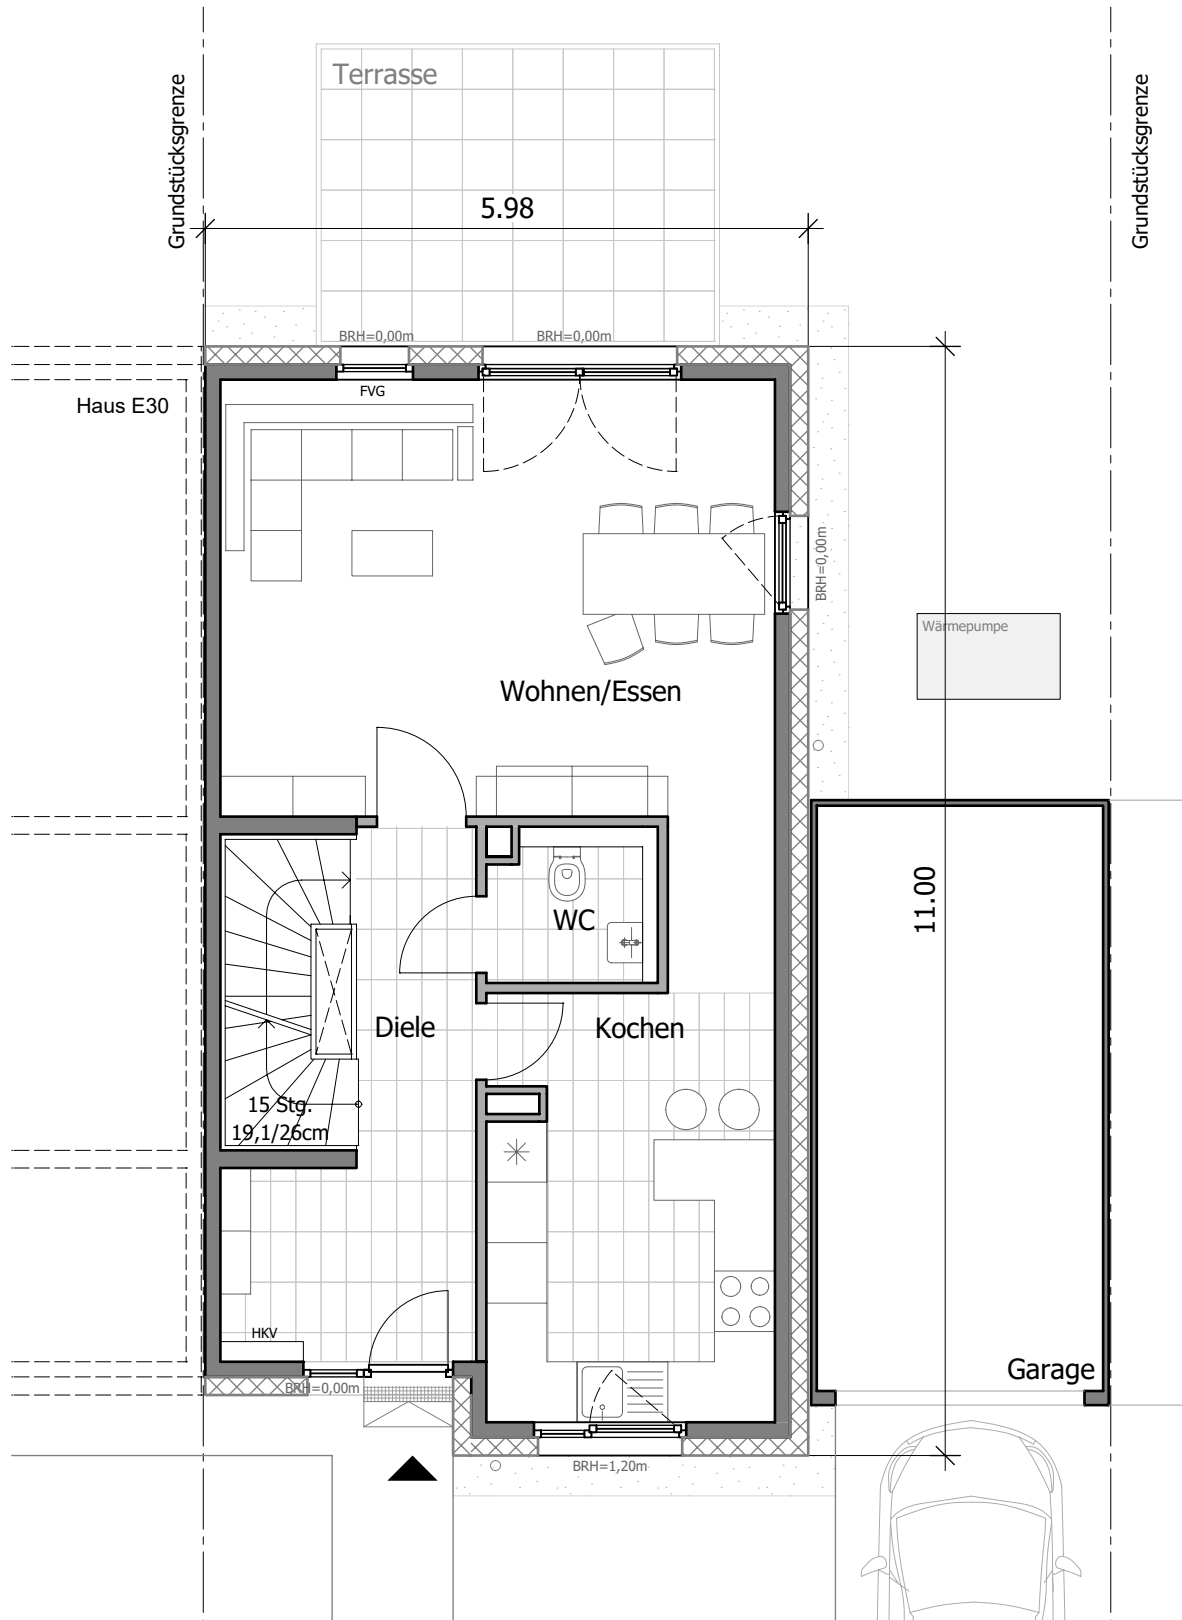 Terrasse
Grundstücksgrenze
Grundstücksgrenze
5.98
BRH=0,00m
BRH=0,00m
FVG
Haus E30
BRH=0,00m
Wärmepumpe
Wohnen/Essen
11.00
WC
Diele
Kochen
15 Stg.
19,1/26cm
HKV
Garage
BRH=0,00m
BRH=1,20m